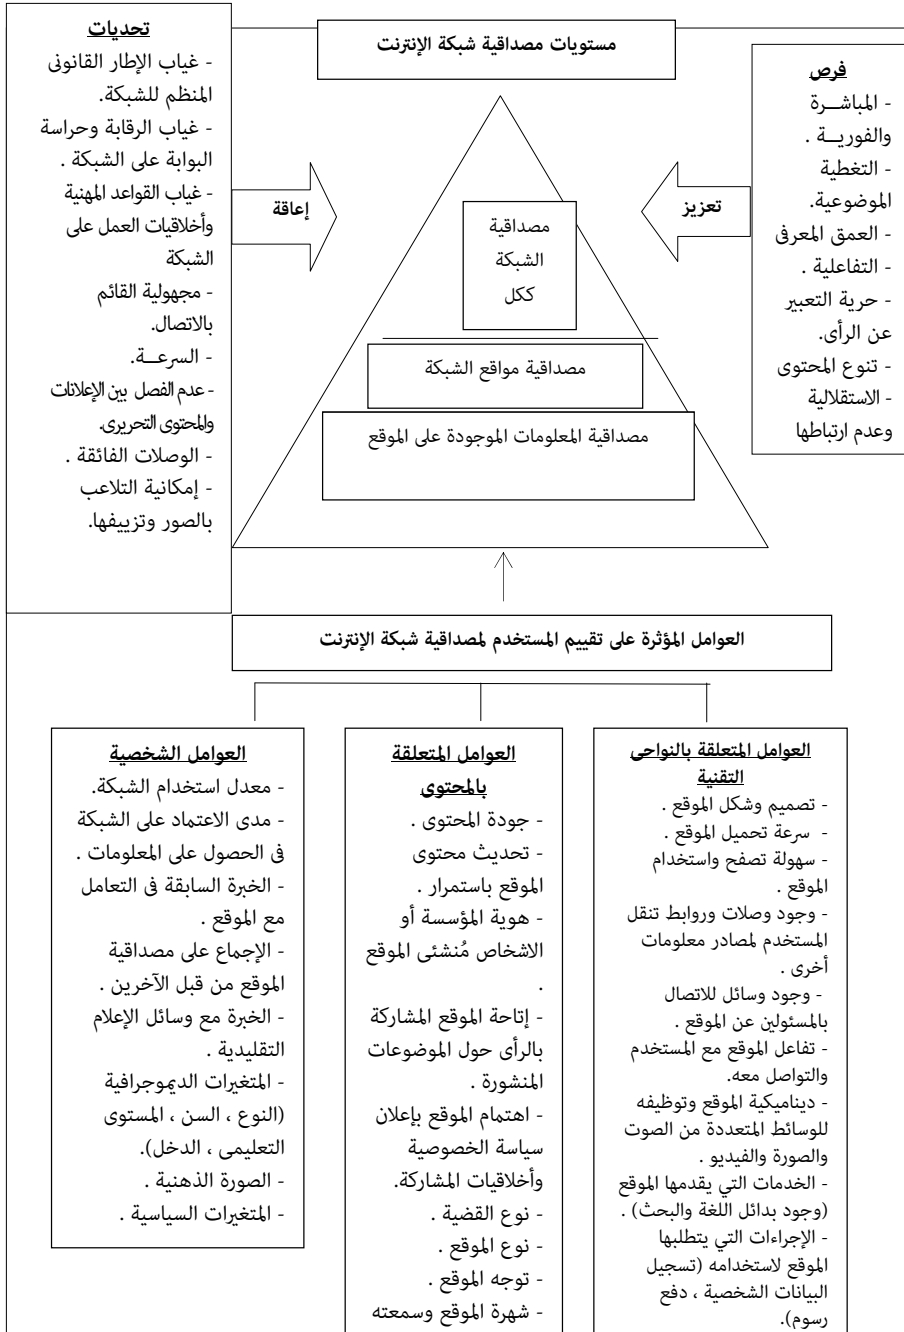 مستويات مصداقية شبكة الإنترنت
فرص
- المباشــرة
والفوريــة .
- التغطية
الموضوعية.
- العمق المعرفى
- التفاعلية .
- حرية التعبير
عن الرأى.
- تنوع المحتوى
- الاستقلالية
وعدم ارتباطها
تعزيز
مصداقية
الشبكة
ككل
مصداقية مواقع الشبكة
مصداقية المعلومات الموجودة على الموقع
إعاقة
تحديات
- غياب الإطار القانونى
المنظم للشبكة.
- غياب الرقابة وحراسة
البوابة على الشبكة .
- غياب القواعد المهنية
وأخلاقيات العمل على
الشبكة
- مجهولية القائم
بالاتصال.
- السرعــة.
- عدم الفصل بين الإعلانات
والمحتوى التحريرى.
- الوصلات الفائقة .
- إمكانية التلاعب
بالصور وتزييفها.
العوامل المؤثرة على تقييم المستخدم لمصداقية شبكة الإنترنت
العوامل المتعلقة بالنواحى
التقنية
- تصميم وشكل الموقع .
- سرعة تحميل الموقع .
- سهولة تصفح واستخدام
الموقع .
- وجود وصلات وروابط تنقل
المستخدم لمصادر معلومات
أخرى .
- وجود وسائل للاتصال
بالمسئولين عن الموقع .
- تفاعل الموقع مع المستخدم
والتواصل معه.
- ديناميكية الموقع وتوظيفه
للوسائط المتعددة من الصوت
والصورة والفيديو .
- الخدمات التي يقدمها الموقع
(وجود بدائل اللغة والبحث) .
- الإجراءات التي يتطلبها
الموقع لاستخدامه (تسجيل
البيانات الشخصية ، دفع
رسوم).
العوامل المتعلقة
بالمحتوى
- جودة المحتوى .
- تحديث محتوى
الموقع باستمرار .
- هوية المؤسسة أو
الاشخاص مُنشئى الموقع
.
- إتاحة الموقع المشاركة
بالرأى حول الموضوعات
المنشورة .
- اهتمام الموقع بإعلان
سياسة الخصوصية
وأخلاقيات المشاركة.
- نوع القضية .
- نوع الموقع .
- توجه الموقع .
- شهرة الموقع وسمعته
العوامل الشخصية
- معدل استخدام الشبكة.
- مدى الاعتماد على الشبكة
فى الحصول على المعلومات .
- الخبرة السابقة فى التعامل
مع الموقع .
- الإجماع على مصداقية
الموقع من قبل الآخرين .
- الخبرة مع وسائل الإعلام
التقليدية .
- المتغيرات الديموجرافية
(النوع ، السن ، المستوى
التعليمى ، الدخل).
- الصورة الذهنية .
- المتغيرات السياسية .